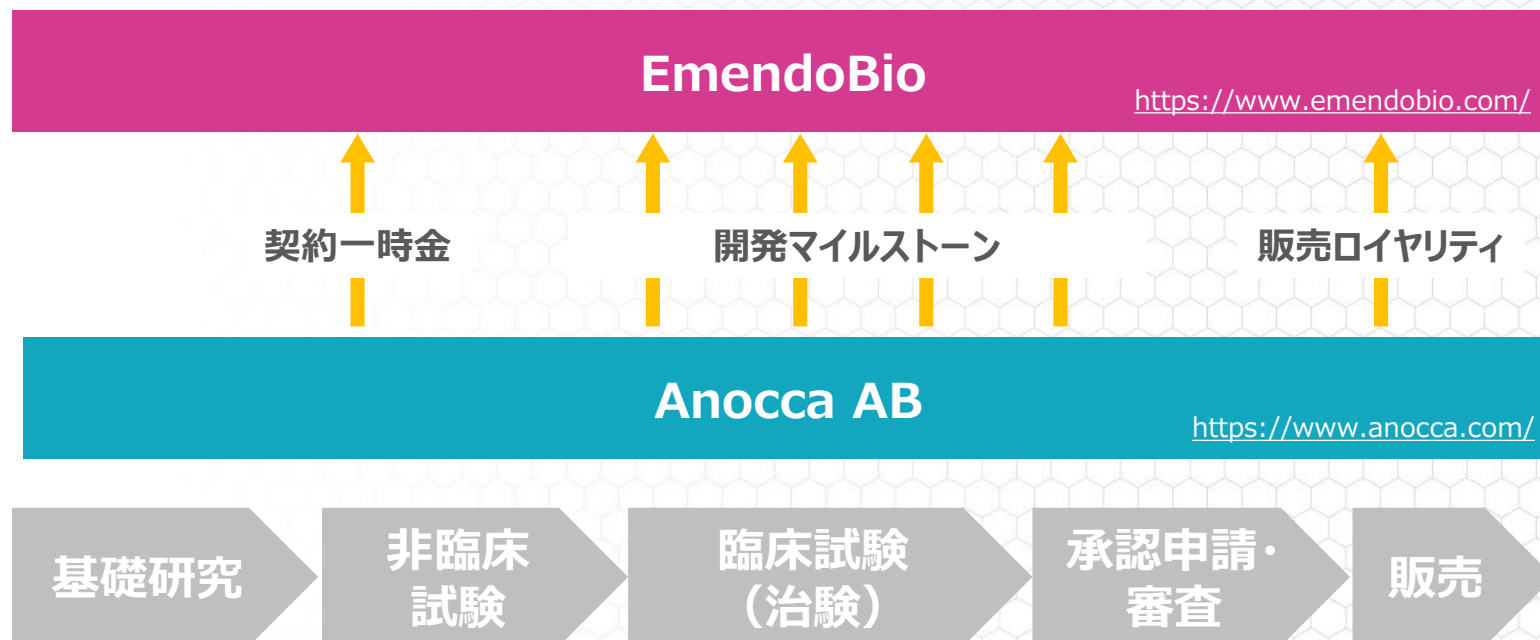 EmendoBio
https://www.emendobio.com/
契約一時金
開発マイルストーン
販売ロイヤリティ
Anocca AB
https://www.anocca.com/
基礎研究
非臨床
試験
臨床試験
（治験）
承認申請・
審査
販売